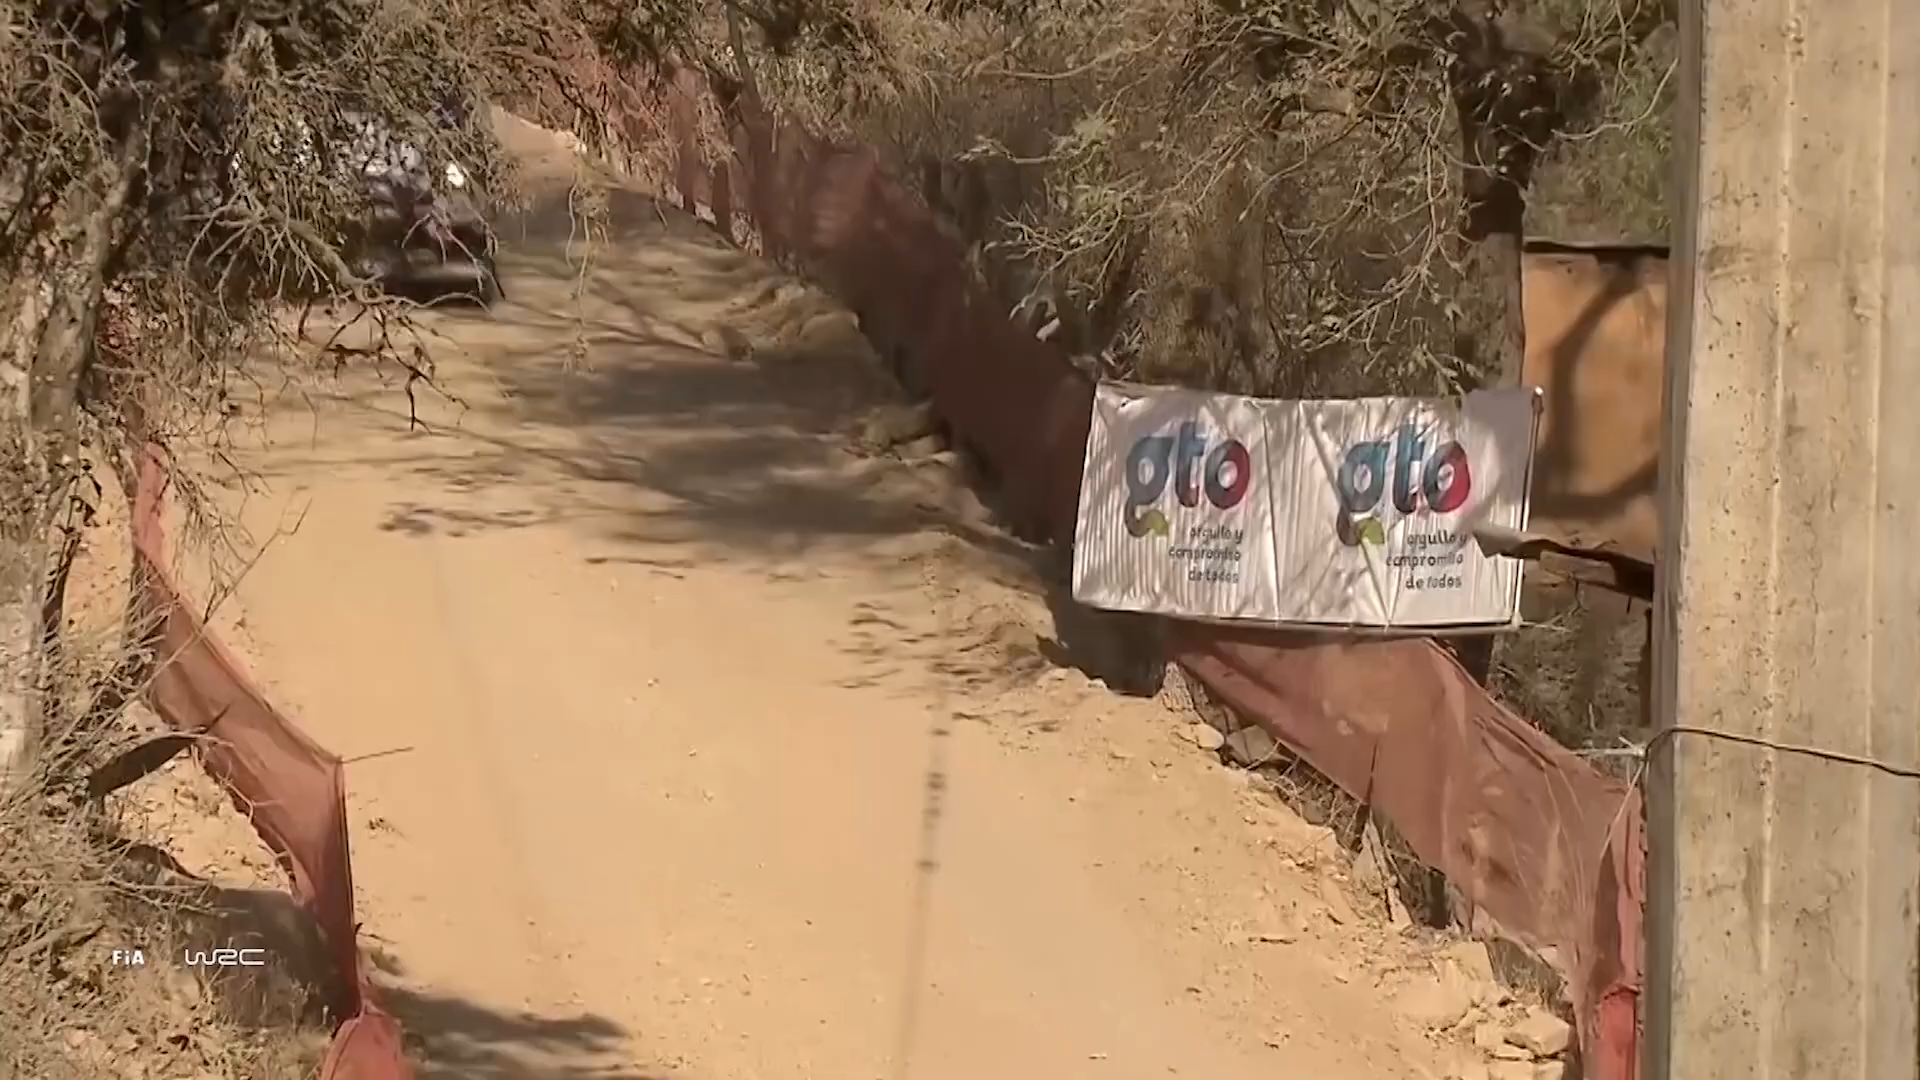 gto
orgullo y
compromiso
de todos
gto
orgullo y
compromiso
de todos
FiA WRC